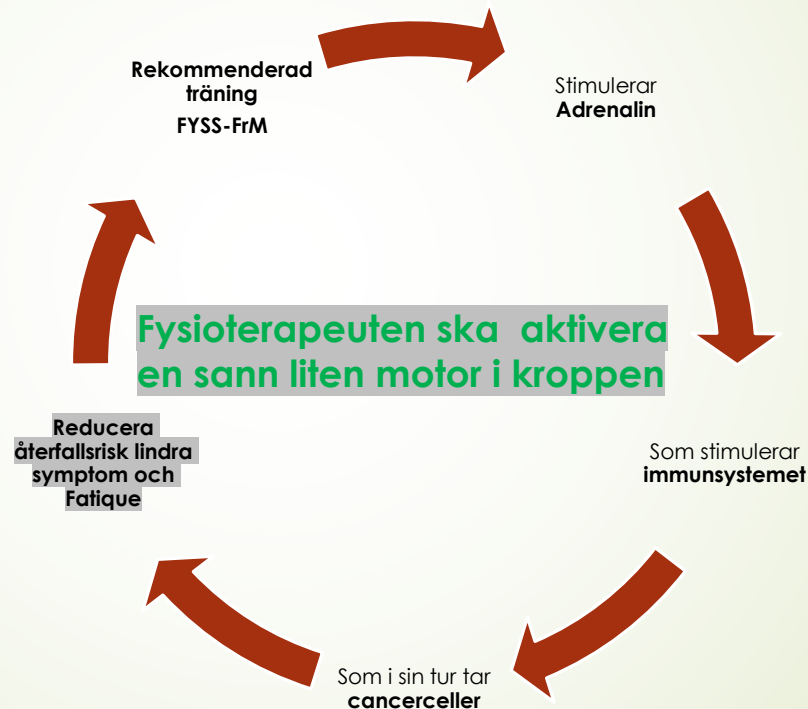 Rekommenderad
träning
FYSS-FrM
Stimulerar
Adrenalin
Fysioterapeuten ska  aktivera
en sann liten motor i kroppen
Reducera
återfallsrisk lindra
symptom och
Fatique
Som stimulerar
immunsystemet
Som i sin tur tar
cancerceller